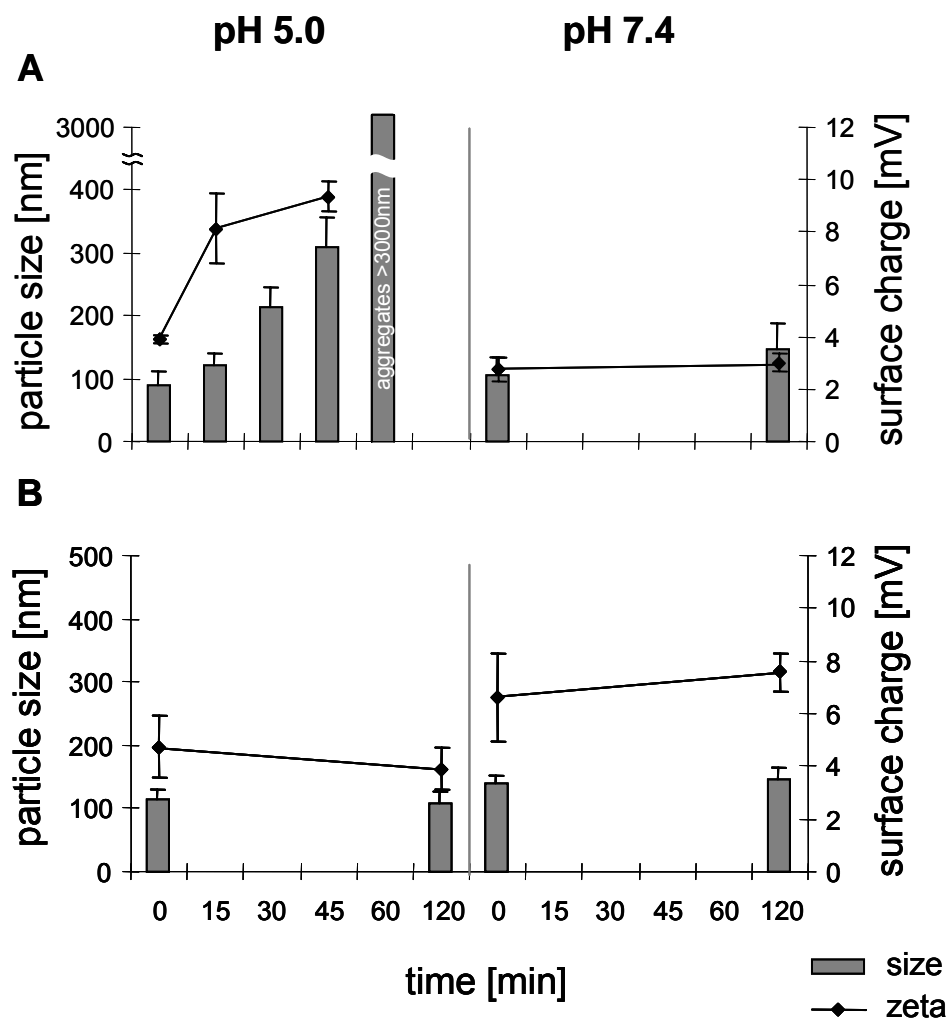 pH 5.0 pH 7.4
A
particle size [nm]
3000
400
300
200
100
0
aggregates >3000nm
12
10
8
6
4
2
0
surface charge [mV]
B
particle size [nm]
500
400
300
200
100
0
12
10
8
6
4
2
0
surface charge [mV]
0 15 30 45 60 120 0 15 30 45 60 120
time [min]
size
zeta